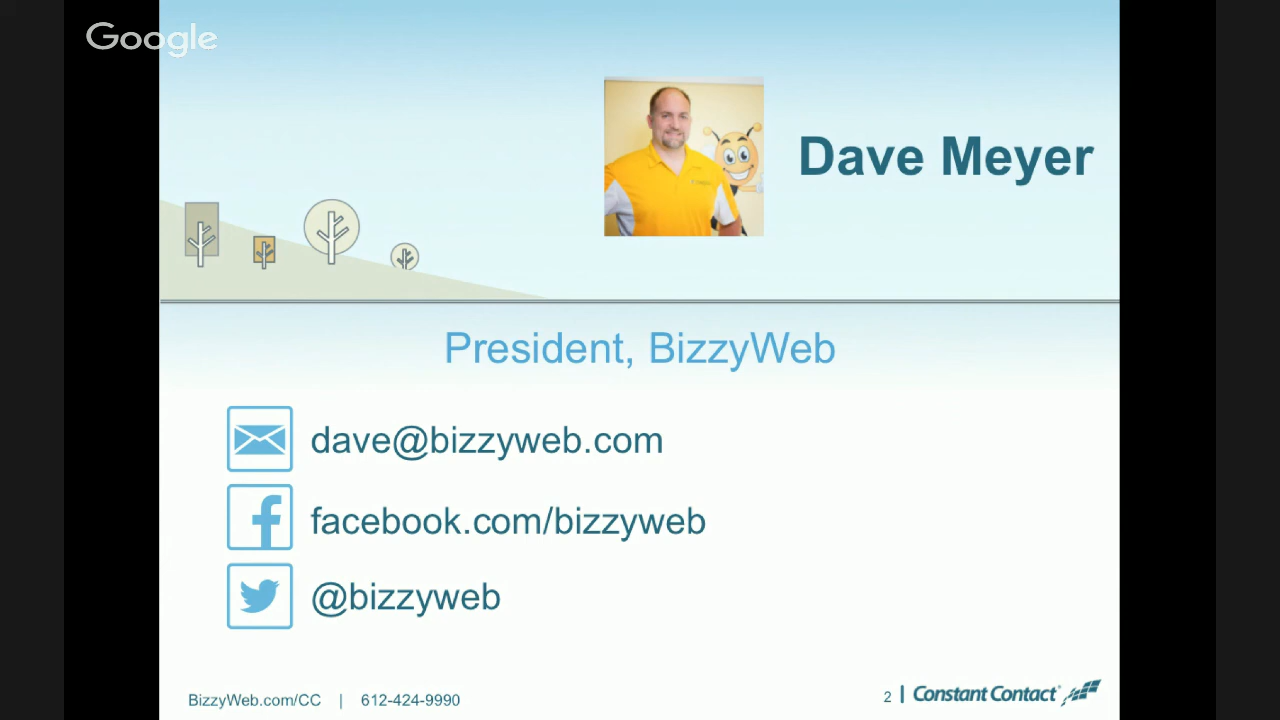 Google
Dave Meyer
President, BizzyWeb
dave@bizzyweb.com
facebook.com/bizzyweb
@bizzyweb
BizzyWeb.com/CC | 612-424-9990
2 | Constant Contact®